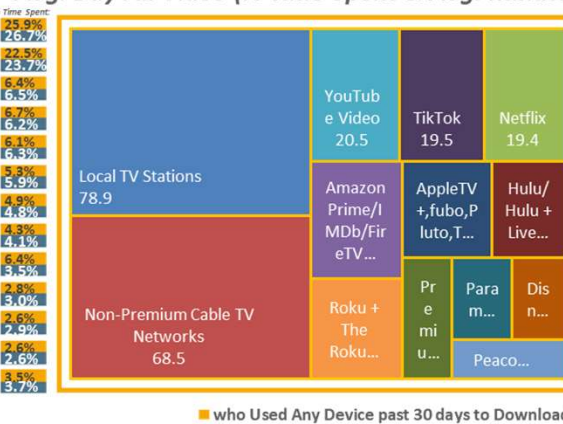 Time Spent:
25.9%
26.7%
22.5%
23.7%
6.4%
6.5%
6.7%
6.2%
6.1%
6.3%
5.3%
5.9%
4.9%
4.8%
4.3%
4.1%
6.4%
3.5%
2.8%
3.0%
2.6%
2.9%
2.6%
2.6%
3.5%
3.7%
Local TV Stations
78.9
Non-Premium Cable TV
Networks
68.5
YouTub
e Video
20.5
TikTok
19.5
Netflix
19.4
Amazon
Prime/I
MDb/Fir
eTV...
AppleTV
+,fubo,P
luto,T...
Hulu/
Hulu +
Live...
Roku +
The
Roku...
Pr
e
mi
u...
Para
m...
Dis
n...
Peaco...
who Used Any Device past 30 days to Download